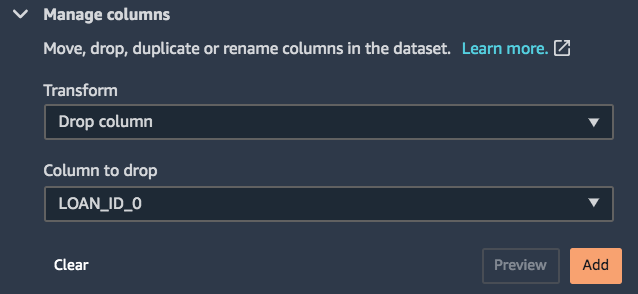 Manage columns
Move, drop, duplicate or rename columns in the dataset. Learn more.
Transform
Drop column
Column to drop
LOAN_ID_0
Clear Preview Add